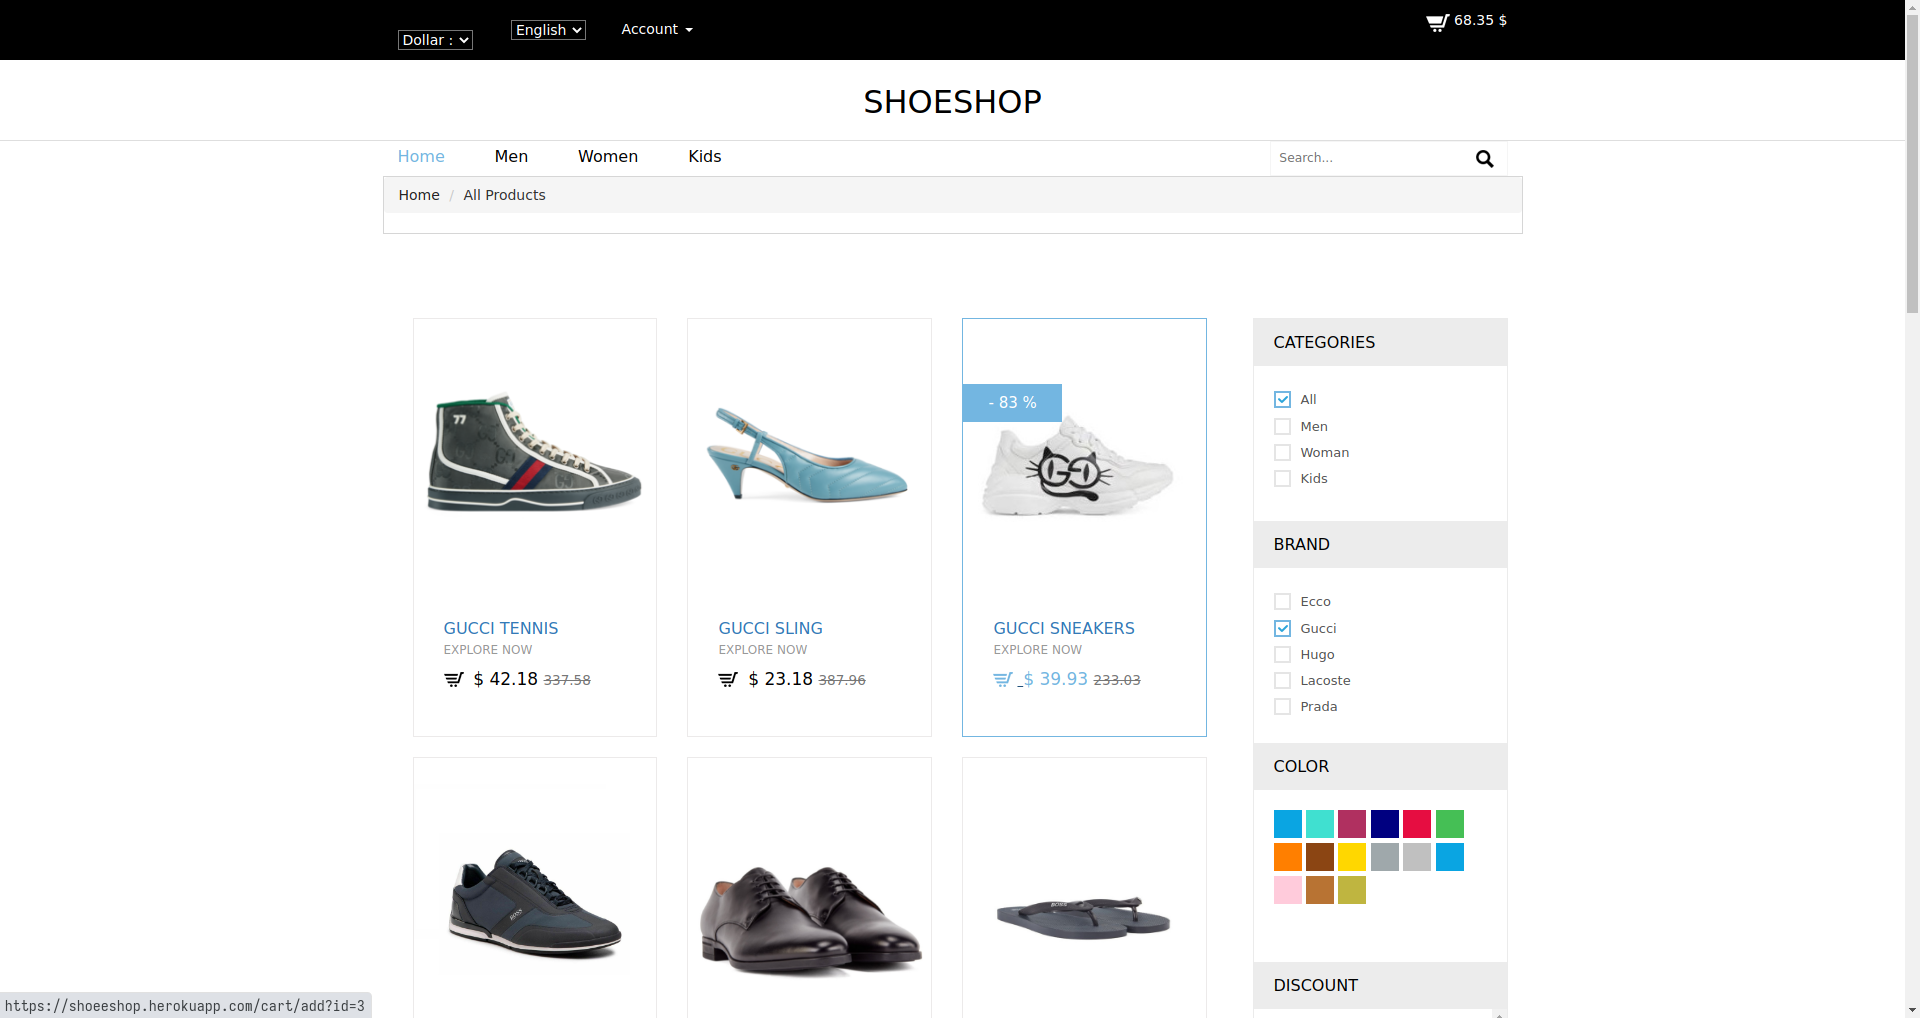 Dollar :
English
Account
68.35 $
SHOESHOP
Home Men Women Kids
Search...
Home / All Products
77
- 83 %
GUCCI TENNIS
EXPLORE NOW
$ 42.18 337.58
GUCCI SLING
EXPLORE NOW
$ 23.18 387.96
GUCCI SNEAKERS
EXPLORE NOW
$ 39.93 233.03
BOSS
BOSS
CATEGORIES
All
Men
Woman
Kids
BRAND
Ecco
Gucci
Hugo
Lacoste
Prada
COLOR
DISCOUNT
https://shoeeshop.herokuapp.com/cart/add?id=3